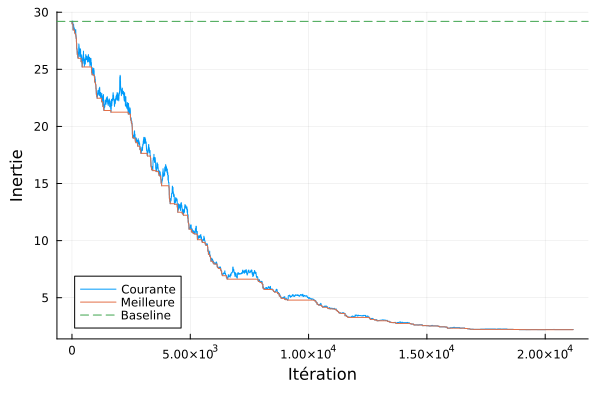 30
25
20
15
10
5
Inertie
Courante
Meilleure
Baseline
0
5.00×10³
1.00×10⁴
1.50×10⁴
2.00×10⁴
Itération